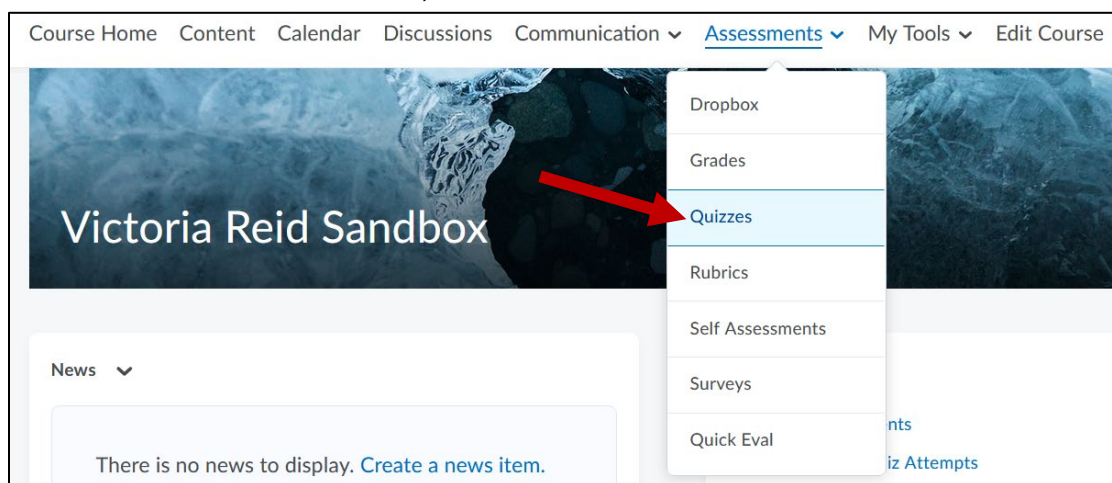 Course Home Content Calendar Discussions Communication Assessments My Tools Edit Course
Dropbox
Grades
Quizzes
Rubrics
Self Assessments
Surveys
Quick Eval
Victoria Reid Sandbox
News
There is no news to display. Create a news item.
nts
iz Attempts